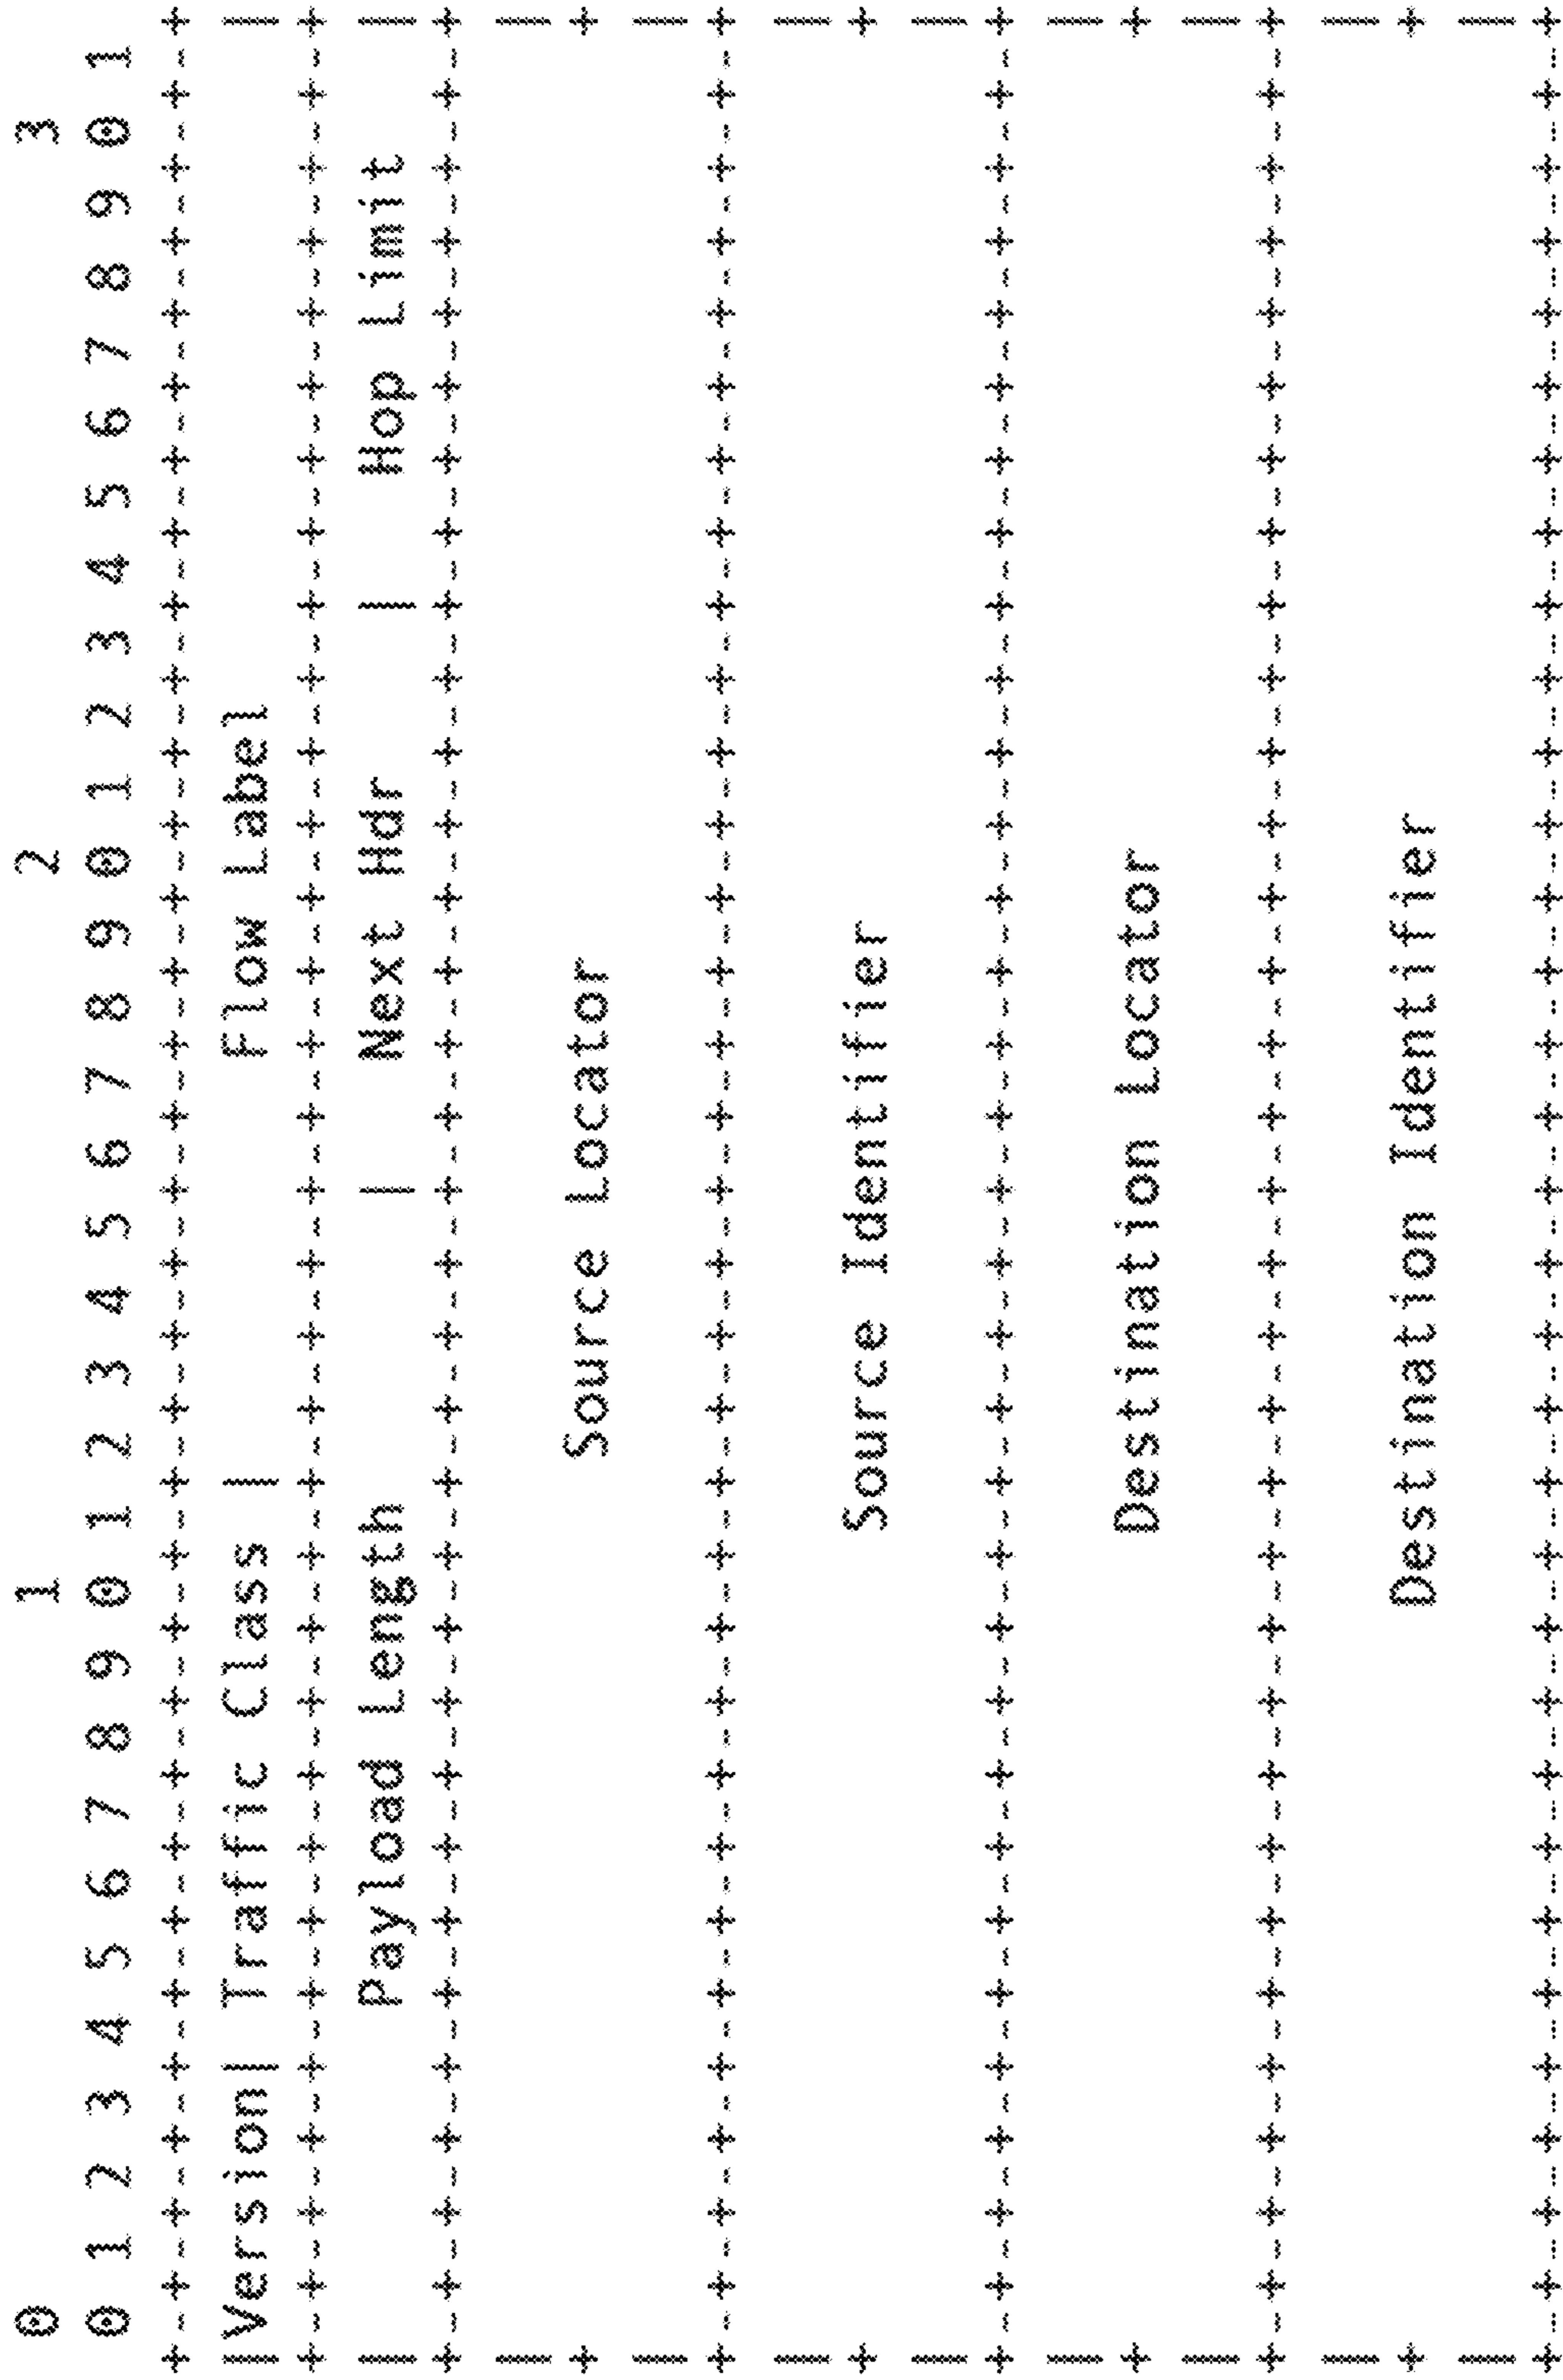 0                   1                   2                   3
0 1 2 3 4 5 6 7 8 9 0 1 2 3 4 5 6 7 8 9 0 1 2 3 4 5 6 7 8 9 0 1
+-+-+-+-+-+-+-+-+-+-+-+-+-+-+-+-+-+-+-+-+-+-+-+-+-+-+-+-+-+-+-+-+
|Version| Traffic Class |           Flow Label                  |
+-+-+-+-+-+-+-+-+-+-+-+-+-+-+-+-+-+-+-+-+-+-+-+-+-+-+-+-+-+-+-+-+
|         Payload Length        |   Next Hdr    |   Hop Limit   |
+-+-+-+-+-+-+-+-+-+-+-+-+-+-+-+-+-+-+-+-+-+-+-+-+-+-+-+-+-+-+-+-+
|                                                               |
+                        Source Locator                         +
|                                                               |
+-+-+-+-+-+-+-+-+-+-+-+-+-+-+-+-+-+-+-+-+-+-+-+-+-+-+-+-+-+-+-+-+
|                                                               |
+                      Source Identifier                        +
|                                                               |
+-+-+-+-+-+-+-+-+-+-+-+-+-+-+-+-+-+-+-+-+-+-+-+-+-+-+-+-+-+-+-+-+
|                                                               |
+                      Destination Locator                      +
|                                                               |
+-+-+-+-+-+-+-+-+-+-+-+-+-+-+-+-+-+-+-+-+-+-+-+-+-+-+-+-+-+-+-+-+
|                                                               |
+                    Destination Identifier                     +
|                                                               |
+-+-+-+-+-+-+-+-+-+-+-+-+-+-+-+-+-+-+-+-+-+-+-+-+-+-+-+-+-+-+-+-+